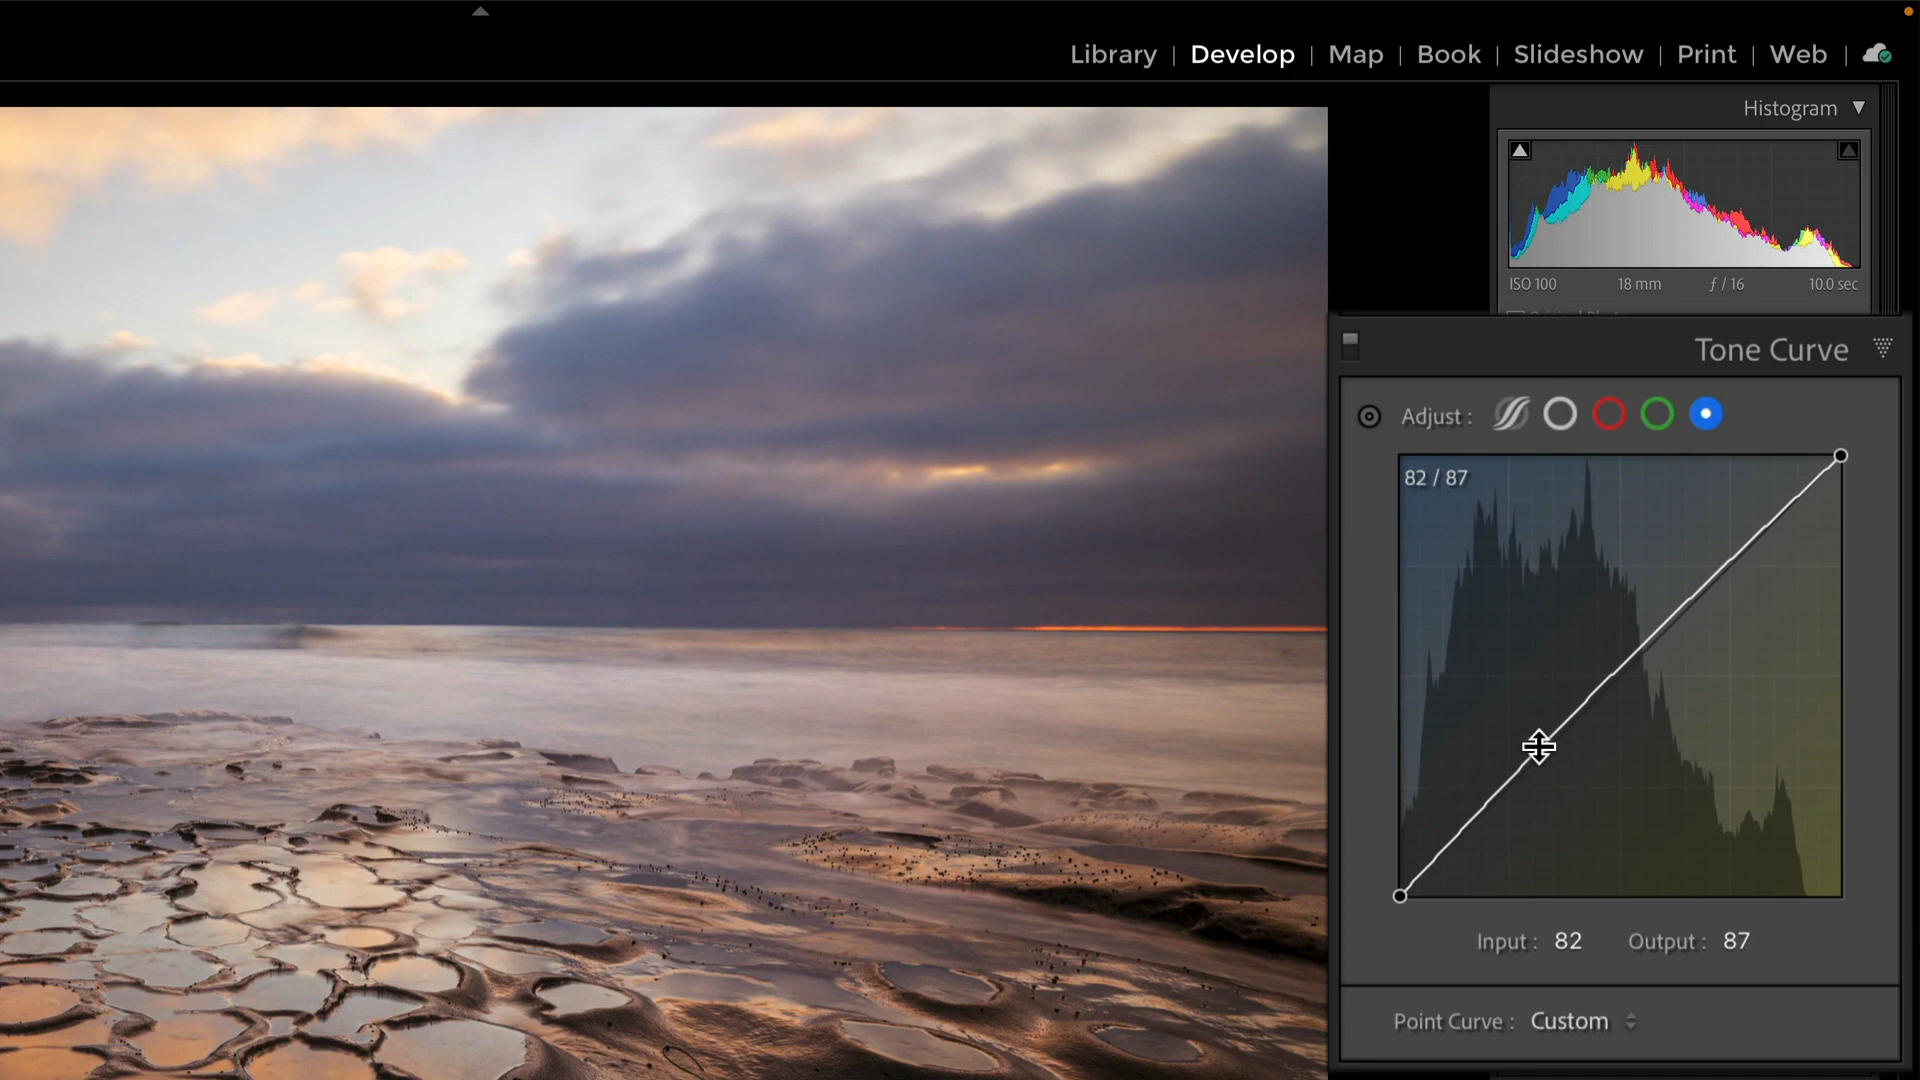 Library | Develop | Map | Book | Slideshow | Print | Web |
Histogram
ISO 100 18 mm ƒ / 16 10.0 sec
Tone Curve
Adjust :
82 / 87
Input : 82 Output : 87
Point Curve : Custom